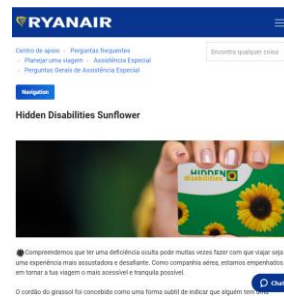 RYANAIR
Centro de apoio › Perguntas frequentes
Encontra qualquer coisa
› Planejar uma viagem › Assistência Especial
› Perguntas Gerais de Assistência Especial
Navigation
Hidden Disabilities Sunflower
HIDDEN
disabilities
Compreendemos que ter uma deficiência oculta pode muitas vezes fazer com que viajar seja
uma experiência mais assustadora e desafiante. Como companhia aérea, estamos empenhados
em tornar a tua viagem o mais acessível e tranquila possível.
Chat
O cordão do girassol foi concebido como uma forma subtil de indicar que alguém tem uma